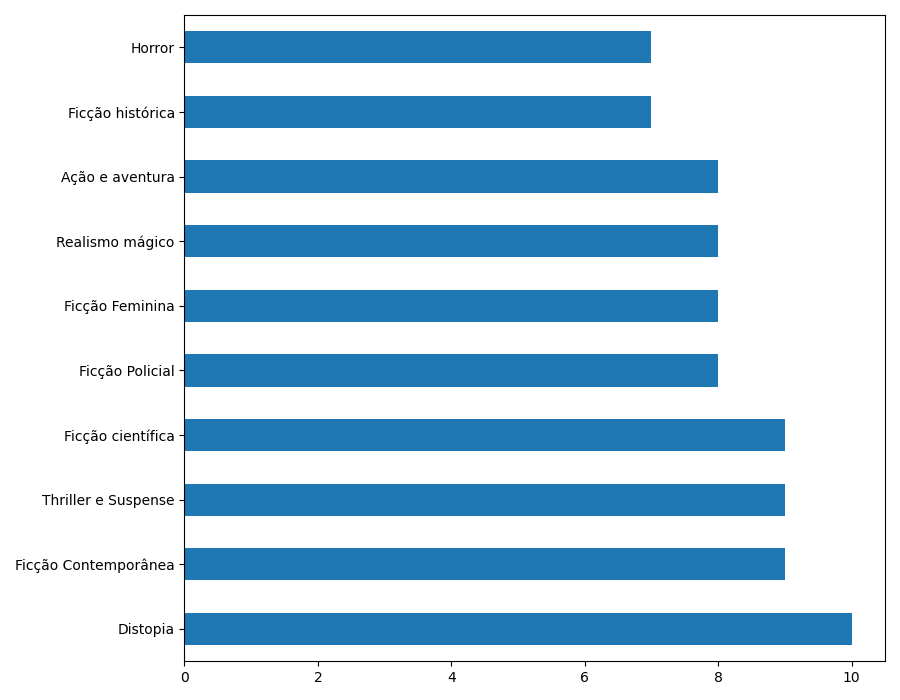 Horror
Ficção histórica
Ação e aventura
Realismo mágico
Ficção Feminina
Ficção Policial
Ficção científica
Thriller e Suspense
Ficção Contemporânea
Distopia
0 2 4 6 8 10